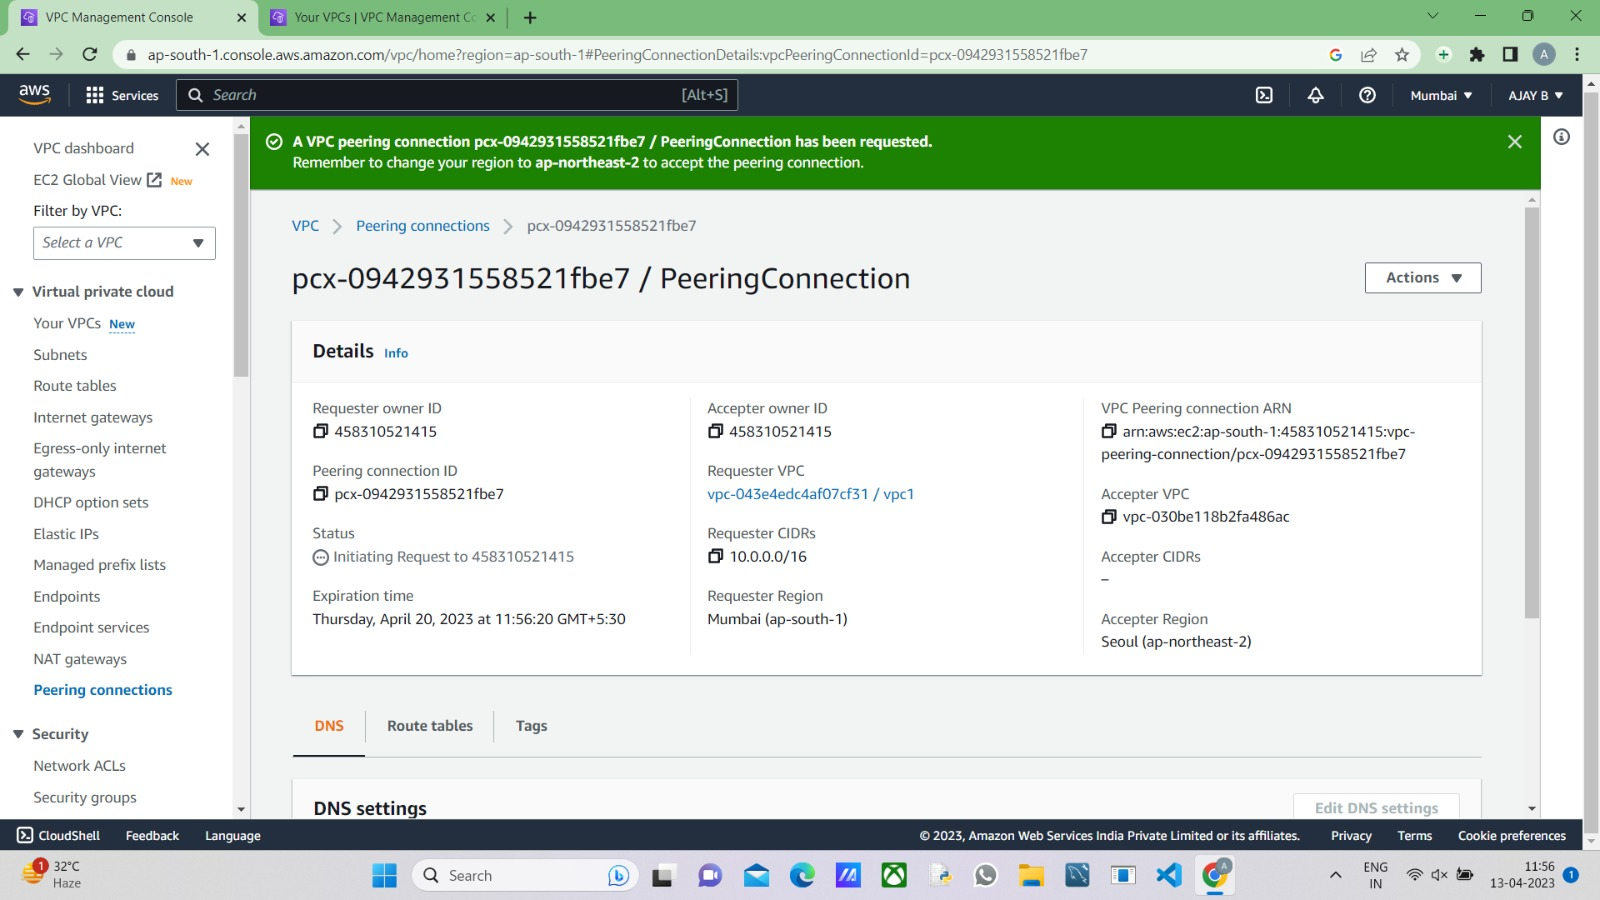 VPC Management Console
Your VPCs | VPC Management Co
ap-south-1.console.aws.amazon.com/vpc/home?region=ap-south-1#PeeringConnectionDetails:vpcPeeringConnectionId=pcx-0942931558521fbe7
A
aws
Services
Search
[Alt+S]
Mumbai
AJAY B
VPC dashboard
EC2 Global View New
Filter by VPC:
Select a VPC
Virtual private cloud
Your VPCs New
Subnets
Route tables
Internet gateways
Egress-only internet
gateways
DHCP option sets
Elastic IPs
Managed prefix lists
Endpoints
Endpoint services
NAT gateways
Peering connections
Security
Network ACLs
Security groups
A VPC peering connection pcx-0942931558521fbe7 / PeeringConnection has been requested.
Remember to change your region to ap-northeast-2 to accept the peering connection.
VPC
Peering connections
pcx-0942931558521fbe7
pcx-0942931558521fbe7 / PeeringConnection
Actions
Details Info
Requester owner ID
458310521415
Peering connection ID
pcx-0942931558521fbe7
Status
Initiating Request to 458310521415
Expiration time
Thursday, April 20, 2023 at 11:56:20 GMT+5:30
Accepter owner ID
458310521415
Requester VPC
vpc-043e4edc4af07cf31 / vpc1
Requester CIDRs
10.0.0.0/16
Requester Region
Mumbai (ap-south-1)
VPC Peering connection ARN
arn:aws:ec2:ap-south-1:458310521415:vpc-
peering-connection/pcx-0942931558521fbe7
Accepter VPC
vpc-030be118b2fa486ac
Accepter CIDRs
–
Accepter Region
Seoul (ap-northeast-2)
DNS
Route tables
Tags
DNS settings
Edit DNS settings
CloudShell
Feedback
Language
© 2023, Amazon Web Services India Private Limited or its affiliates.
Privacy
Terms
Cookie preferences
1
32°C
Haze
Search
A
ENG
IN
11:56
13-04-2023
1